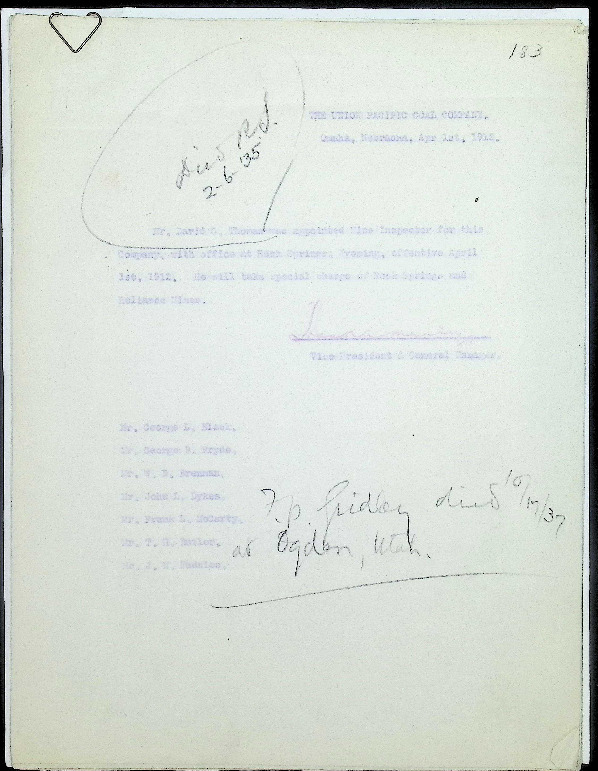 183
THE UNION PACIFIC COAL COMPANY.
Omaha, Nebraska, Apr 1st, 1912.
Died R.S.
2-6-35
Mr. David G. Thomas was appointed Mine Inspector for this
Company, with office at Rock Springs, Wyoming, effective April
1st, 1912. He will take special charge of Rock Springs and
Reliance Mines.
Vice President & General Manager.
Mr. George L. Black,
Mr. George B. Pryde,
Mr. W. B. Brennan,
Mr. John L. Dykes,
Mr. Frank L. McCarty,
Mr. T. H. Butler,
Mr. J. M.
Gridley died 10/17/37
at Ogden, Utah.